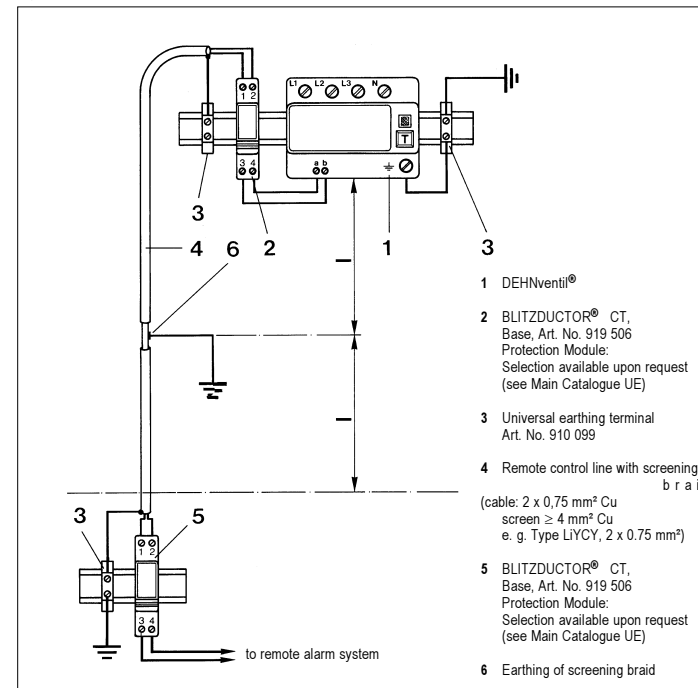 L1 L2 L3 N
1 2
T
3 4
a b
3
4
6
2
1
3
l
l
3
5
1 2
3 4
to remote alarm system
1 DEHNventil®
2 BLITZDUCTOR® CT,
Base, Art. No. 919 506
Protection Module:
Selection available upon request
(see Main Catalogue UE)
3 Universal earthing terminal
Art. No. 910 099
4 Remote control line with screening
b r a i
(cable: 2 x 0,75 mm² Cu
screen ≥ 4 mm² Cu
e. g. Type LiYCY, 2 x 0.75 mm²)
5 BLITZDUCTOR® CT,
Base, Art. No. 919 506
Protection Module:
Selection available upon request
(see Main Catalogue UE)
6 Earthing of screening braid